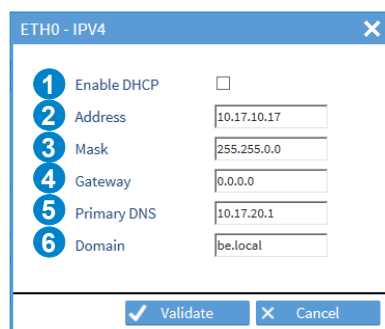 ETH0 - IPV4
1 Enable DHCP
2 Address 10.17.10.17
3 Mask 255.255.0.0
4 Gateway 0.0.0.0
5 Primary DNS 10.17.20.1
6 Domain be.local
Validate Cancel